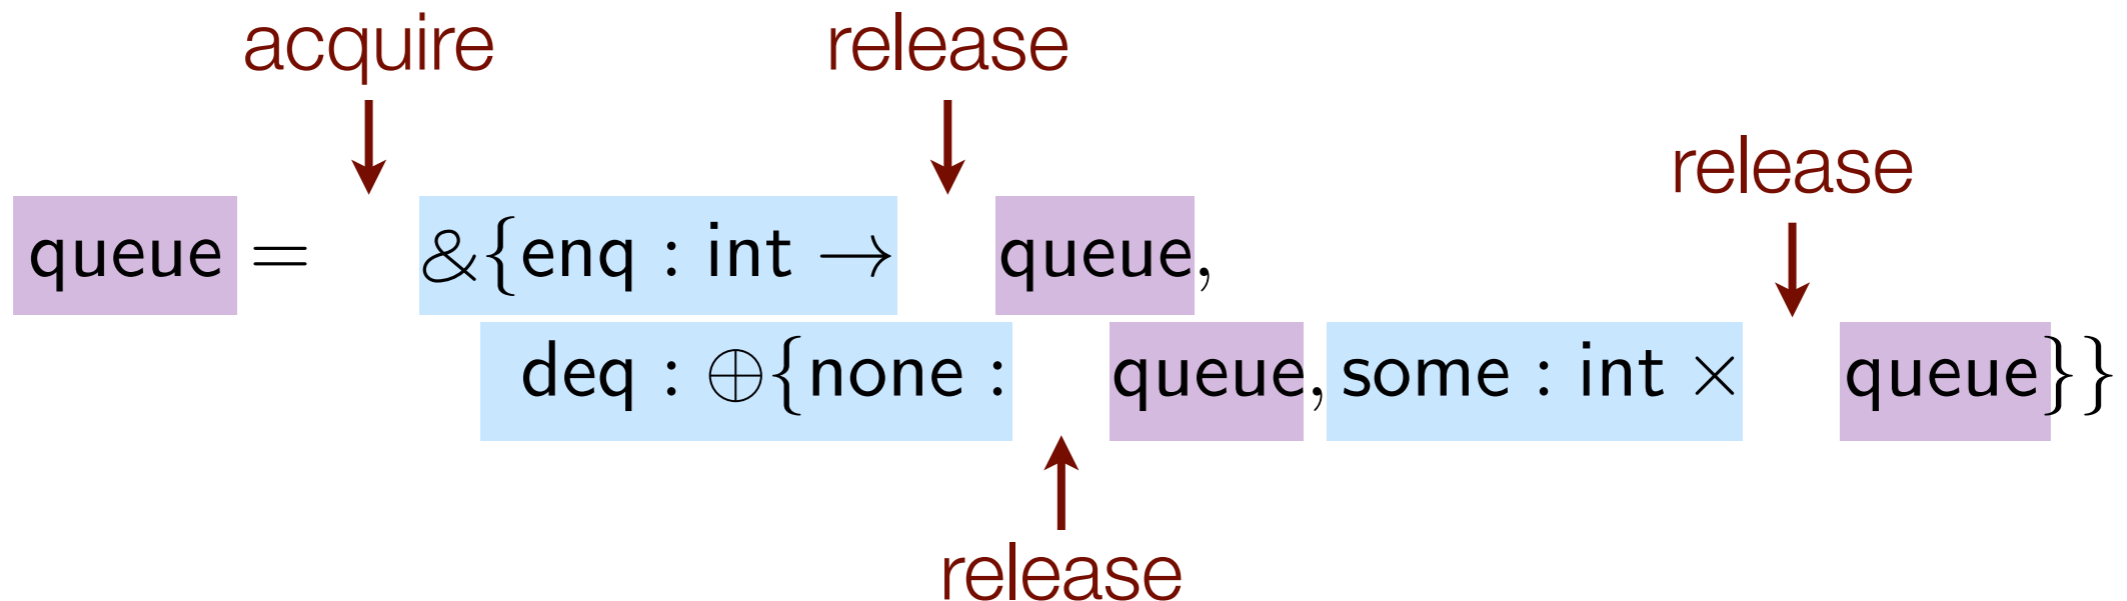 acquire release
release
queue = &{enq : int → queue,
deq : ⊕{none : queue, some : int × queue}}
release